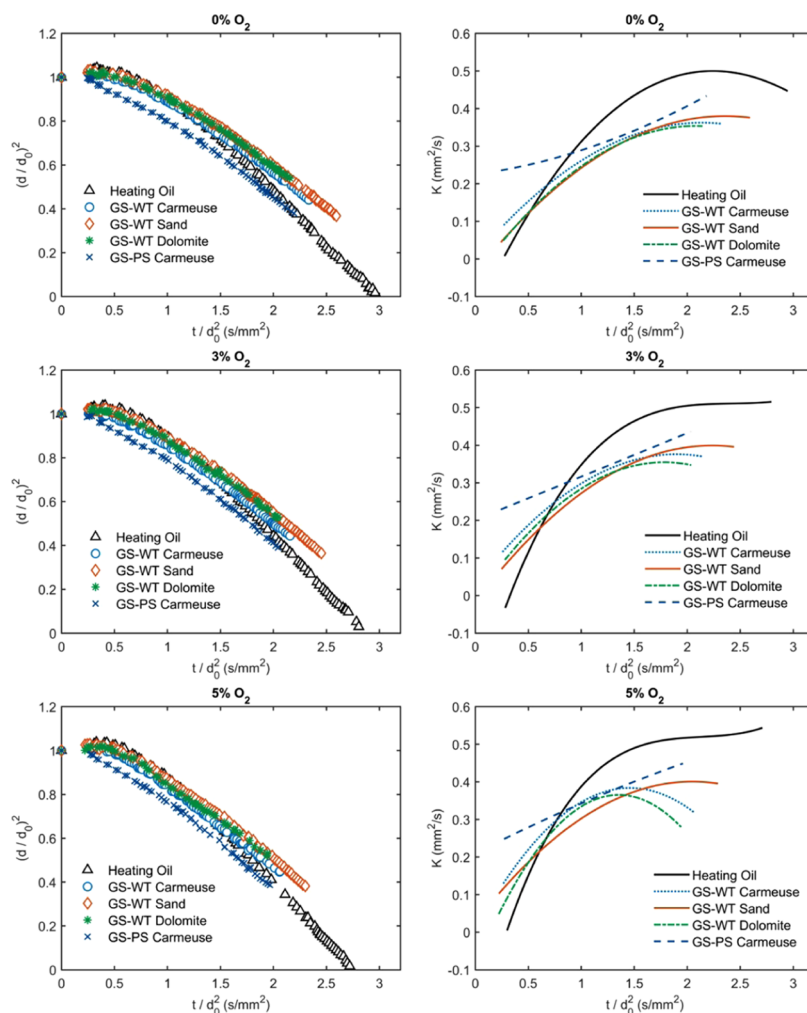 0% O2
(d / d0)2
1.2
1
0.8
0.6
0.4
0.2
0
Heating Oil
GS-WT Carmeuse
GS-WT Sand
GS-WT Dolomite
GS-PS Carmeuse
0 0.5 1 1.5 2 2.5 3
t / d0^2 (s/mm2)
0% O2
K (mm2/s)
0.6
0.5
0.4
0.3
0.2
0.1
0
-0.1
Heating Oil
GS-WT Carmeuse
GS-WT Sand
GS-WT Dolomite
GS-PS Carmeuse
0 0.5 1 1.5 2 2.5 3
t / d0^2 (s/mm2)
3% O2
(d / d0)2
1.2
1
0.8
0.6
0.4
0.2
0
Heating Oil
GS-WT Carmeuse
GS-WT Sand
GS-WT Dolomite
GS-PS Carmeuse
0 0.5 1 1.5 2 2.5 3
t / d0^2 (s/mm2)
3% O2
K (mm2/s)
0.6
0.5
0.4
0.3
0.2
0.1
0
-0.1
Heating Oil
GS-WT Carmeuse
GS-WT Sand
GS-WT Dolomite
GS-PS Carmeuse
0 0.5 1 1.5 2 2.5 3
t / d0^2 (s/mm2)
5% O2
(d / d0)2
1.2
1
0.8
0.6
0.4
0.2
0
Heating Oil
GS-WT Carmeuse
GS-WT Sand
GS-WT Dolomite
GS-PS Carmeuse
0 0.5 1 1.5 2 2.5 3
t / d0^2 (s/mm2)
5% O2
K (mm2/s)
0.6
0.5
0.4
0.3
0.2
0.1
0
-0.1
Heating Oil
GS-WT Carmeuse
GS-WT Sand
GS-WT Dolomite
GS-PS Carmeuse
0 0.5 1 1.5 2 2.5 3
t / d0^2 (s/mm2)